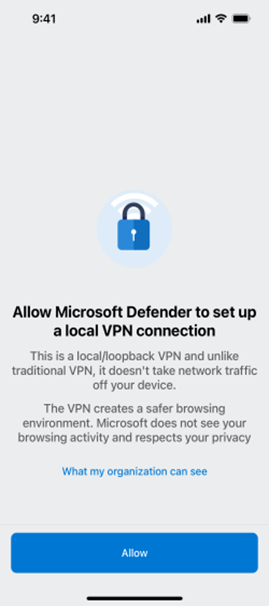 9:41
Allow Microsoft Defender to set up
a local VPN connection
This is a local/loopback VPN and unlike
traditional VPN, it doesn't take network traffic
off your device.
The VPN creates a safer browsing
environment. Microsoft does not see your
browsing activity and respects your privacy
What my organization can see
Allow